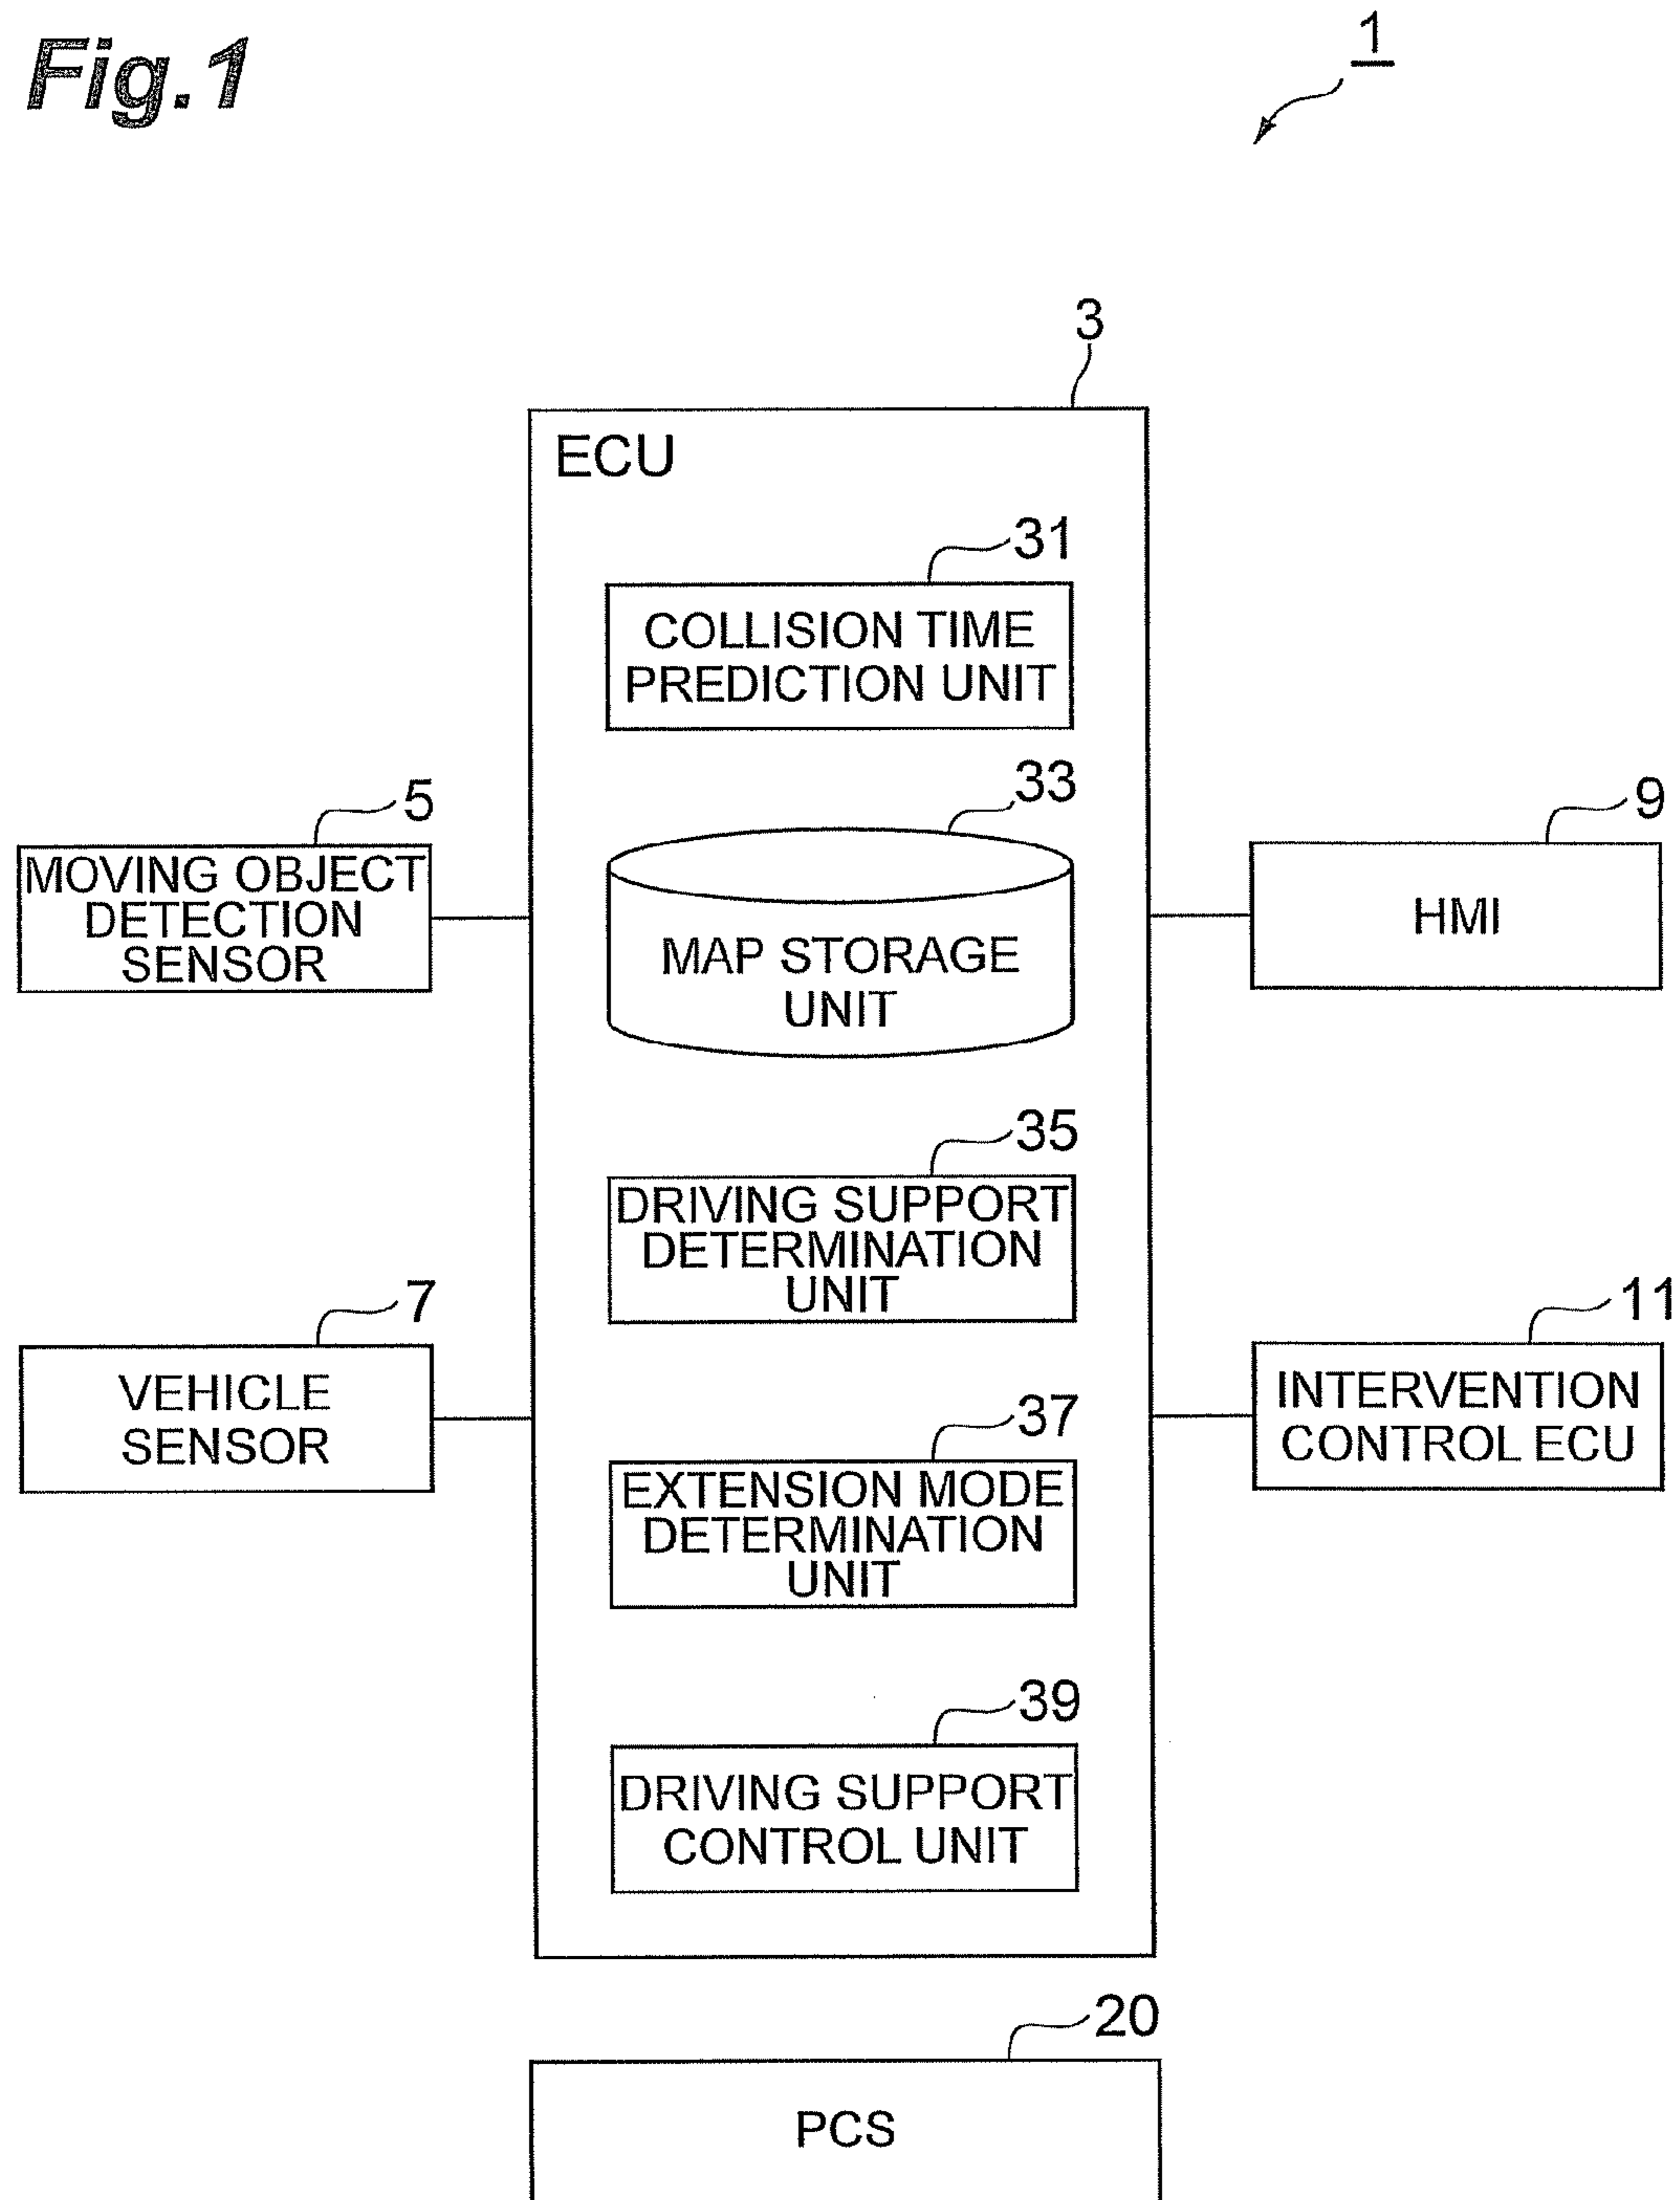 Fig.1
1
3
ECU
31
COLLISION TIME
PREDICTION UNIT
33
MAP STORAGE
UNIT
5
MOVING OBJECT
DETECTION
SENSOR
9
HMI
35
DRIVING SUPPORT
DETERMINATION
UNIT
7
VEHICLE
SENSOR
11
INTERVENTION
CONTROL ECU
37
EXTENSION MODE
DETERMINATION
UNIT
39
DRIVING SUPPORT
CONTROL UNIT
20
PCS